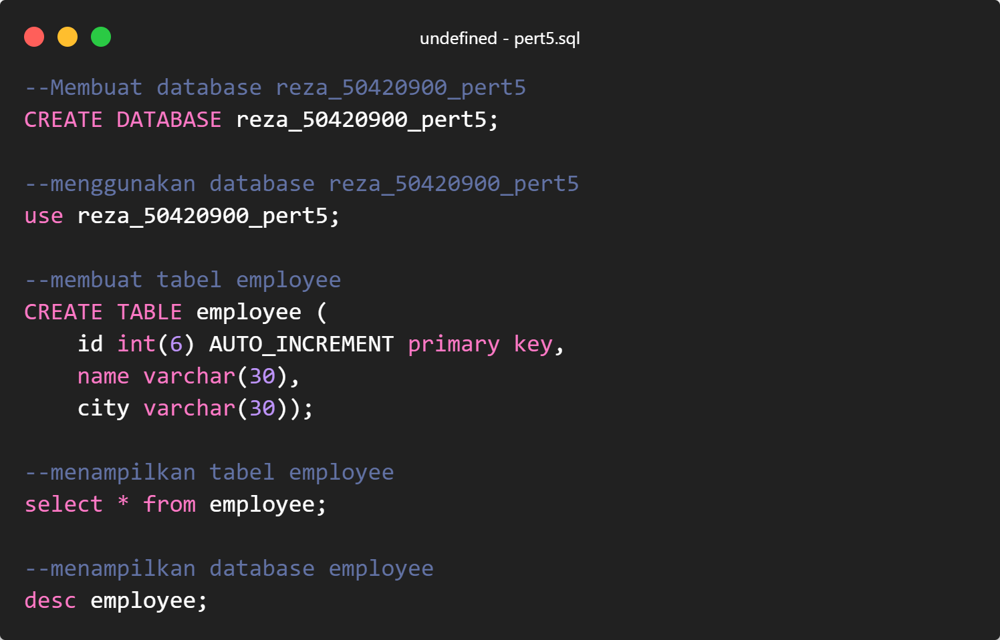 undefined - pert5.sql
--Membuat database reza_50420900_pert5
CREATE DATABASE reza_50420900_pert5;
--menggunakan database reza_50420900_pert5
use reza_50420900_pert5;
--membuat tabel employee
CREATE TABLE employee (
    id int(6) AUTO_INCREMENT primary key,
    name varchar(30),
    city varchar(30));
--menampilkan tabel employee
select * from employee;
--menampilkan database employee
desc employee;